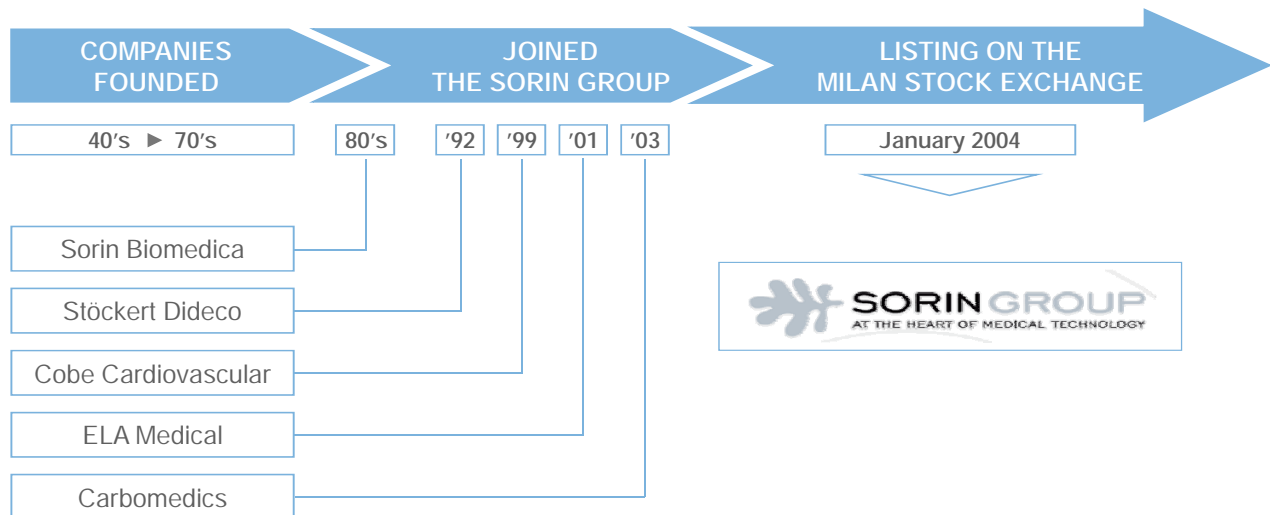 COMPANIES
FOUNDED
JOINED
THE SORIN GROUP
LISTING ON THE
MILAN STOCK EXCHANGE
40's ► 70's
80's
'92
'99
'01
'03
January 2004
Sorin Biomedica
Stöckert Dideco
Cobe Cardiovascular
ELA Medical
Carbomedics
SORIN GROUP
AT THE HEART OF MEDICAL TECHNOLOGY